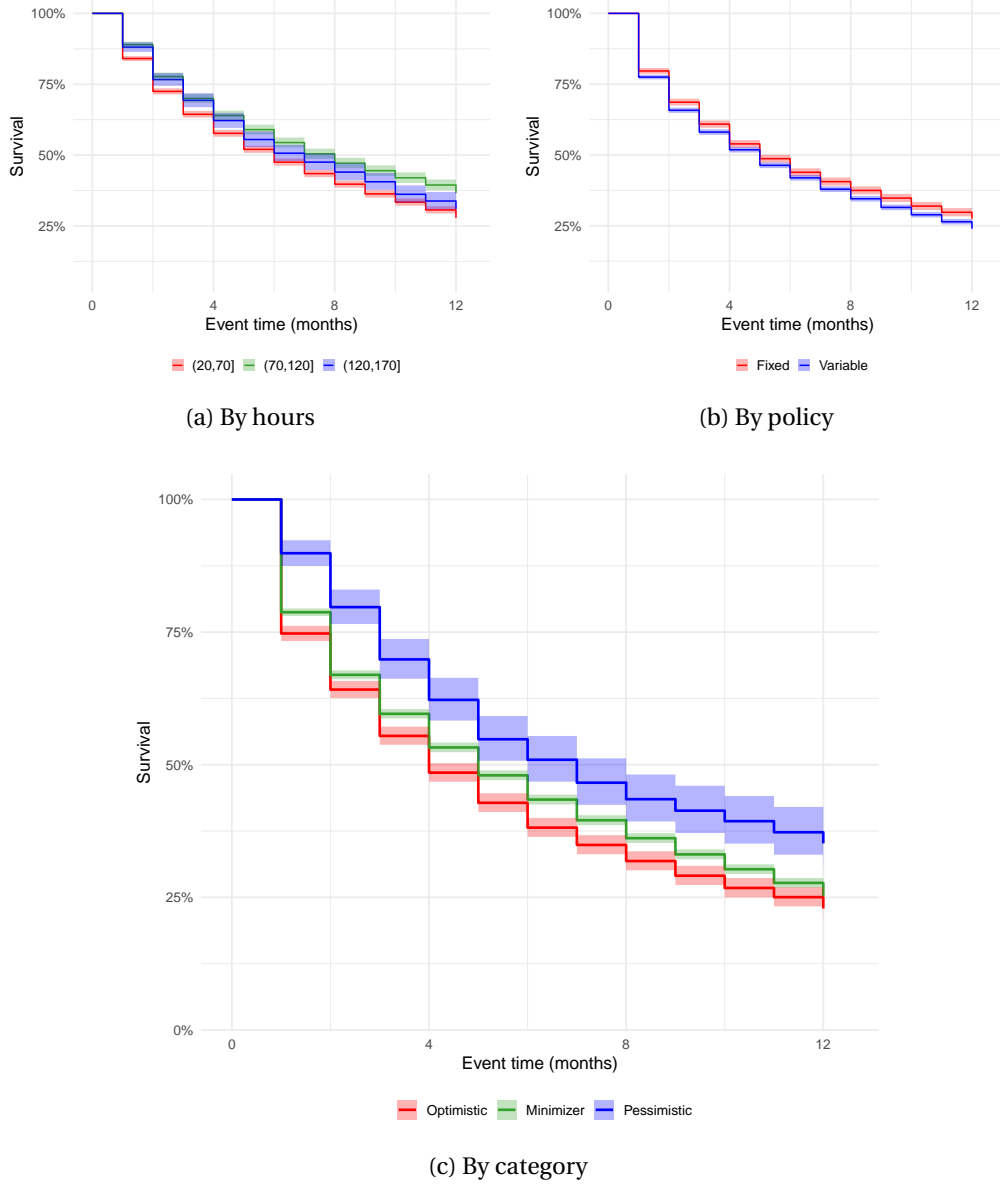 100%
75%
50%
25%
Survival
0 4 8 12
Event time (months)
(20,70] (70,120] (120,170]
(a) By hours
100%
75%
50%
25%
Survival
0 4 8 12
Event time (months)
Fixed Variable
(b) By policy
100%
75%
50%
25%
0%
Survival
0 4 8 12
Event time (months)
Optimistic Minimizer Pessimistic
(c) By category